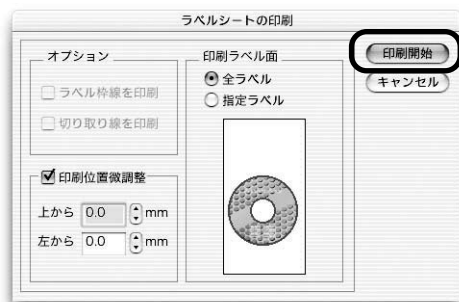 ラベルシートの印刷
オプション
ラベル枠線を印刷
切り取り線を印刷
印刷位置微調整
上から 0.0 mm
左から 0.0 mm
印刷ラベル面
全ラベル
指定ラベル
印刷開始
キャンセル